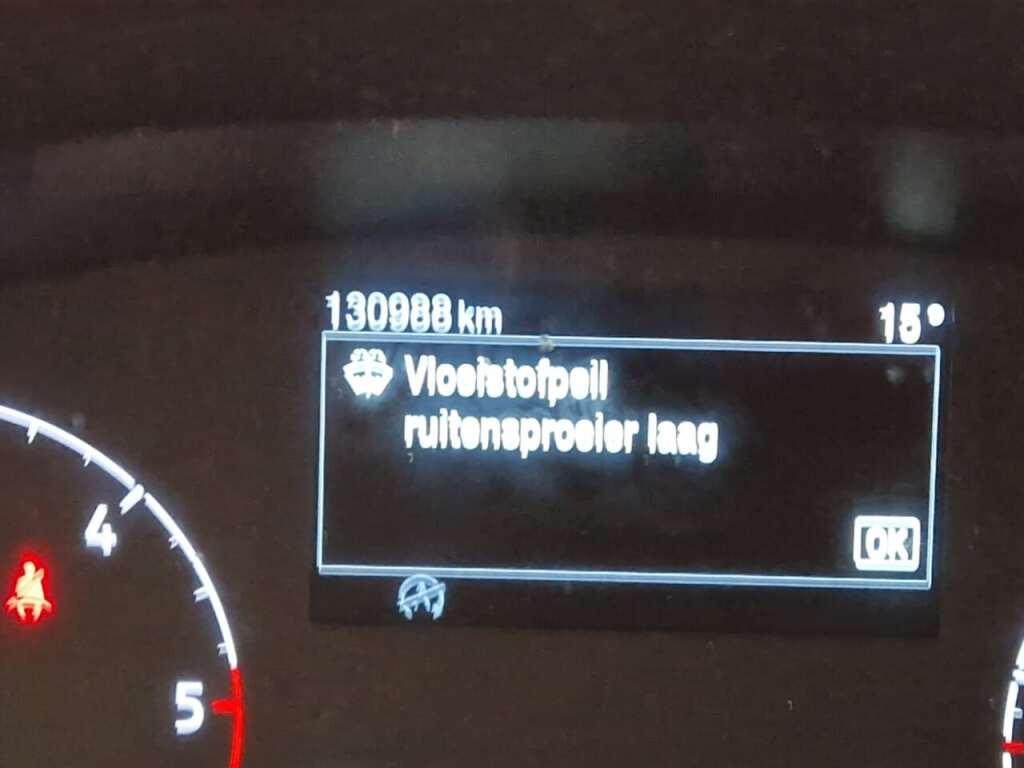 130988 km 15°
Vloeistofpeil
ruitensproeier laag
OK
4
5